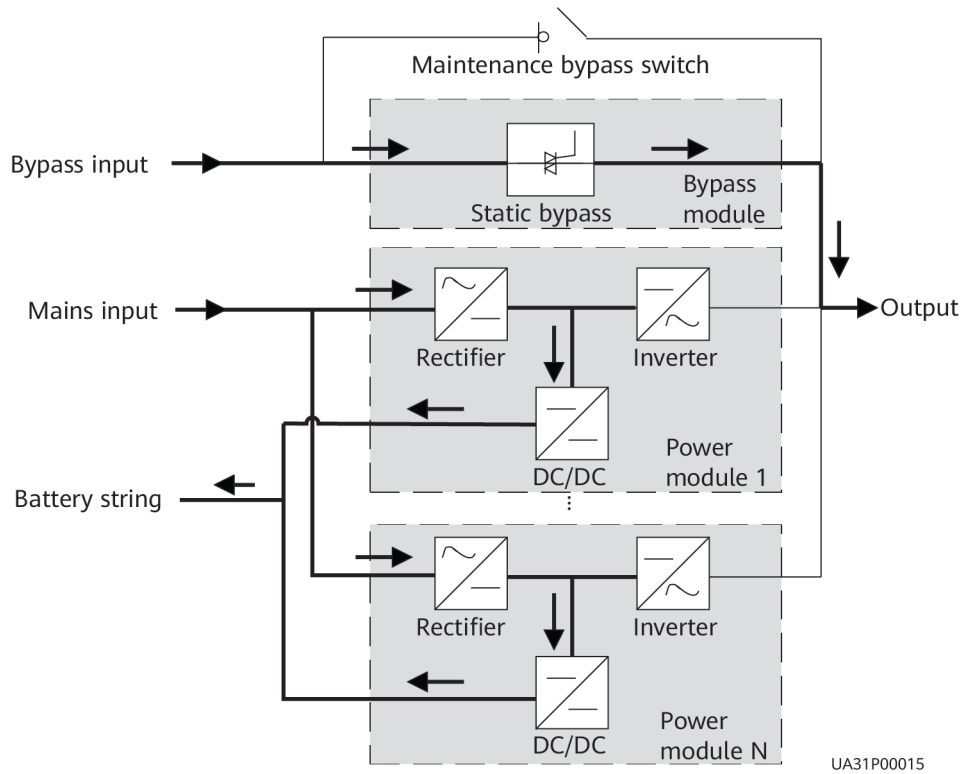 Maintenance bypass switch
Bypass input
Static bypass
Bypass
module
Mains input
Output
Rectifier
Inverter
DC/DC
Power
module 1
Battery string
Rectifier
Inverter
DC/DC
Power
module N
UA31P00015